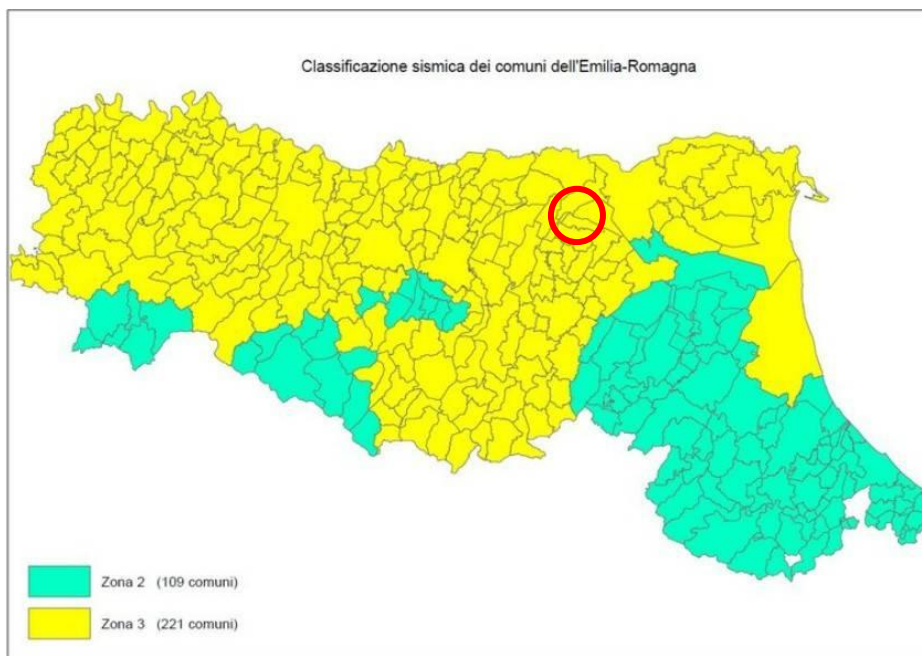 Classificazione sismica dei comuni dell'Emilia-Romagna
Zona 2 (109 comuni)
Zona 3 (221 comuni)